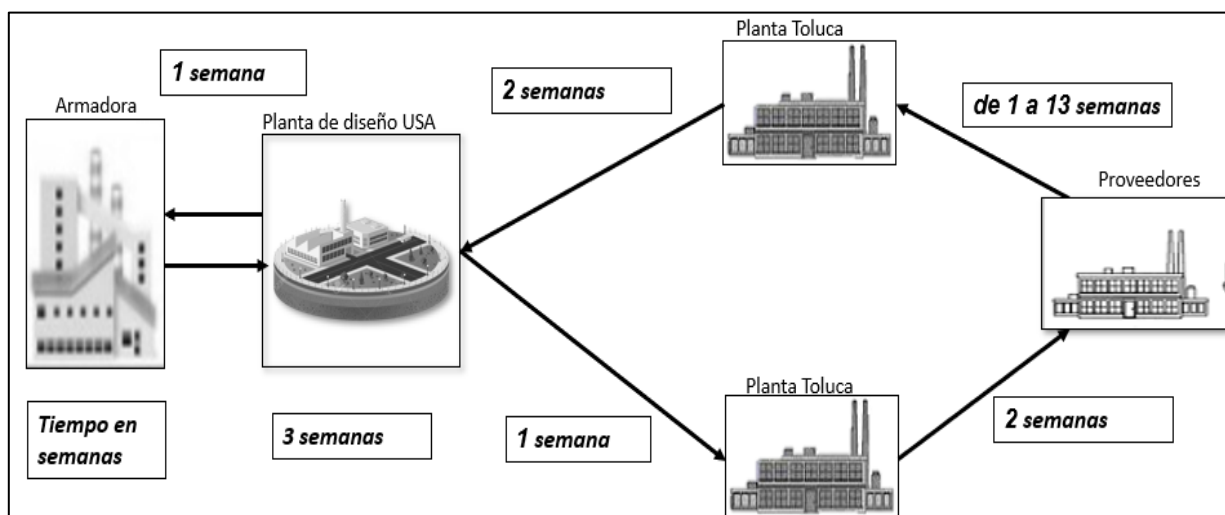 Planta Toluca
1 semana
2 semanas
de 1 a 13 semanas
Armadora
Planta de diseño USA
Proveedores
Planta Toluca
Tiempo en
semanas
3 semanas
1 semana
2 semanas